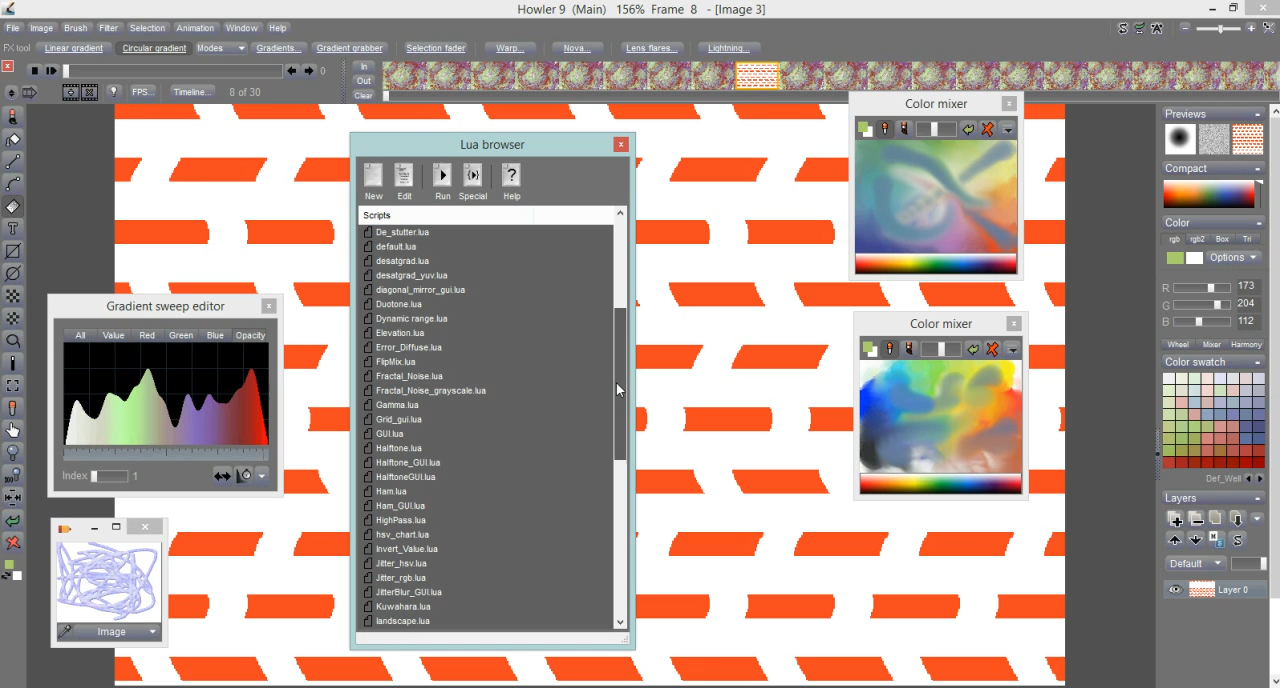 Howler 9 (Main) 156% Frame 8 - [Image 3]
File Image Brush Filter Selection Animation Window Help
FX tool Linear gradient Circular gradient Modes Gradients... Gradient grabber Selection fader Warp... Nova... Lens flares... Lightning...
0
In
Out
Clear
FPS... Timeline... 8 of 30
Lua browser
New Edit Run Special Help
Scripts
De_stutter.lua
default.lua
desatgrad.lua
desatgrad_yuv.lua
diagonal_mirror_gui.lua
Duotone.lua
Dynamic range.lua
Elevation.lua
Error_Diffuse.lua
FlipMix.lua
Fractal_Noise.lua
Fractal_Noise_grayscale.lua
Gamma.lua
Grid_gui.lua
GUI.lua
Halftone.lua
Halftone_GUI.lua
HalftoneGUI.lua
Ham.lua
Ham_GUI.lua
HighPass.lua
hsv_chart.lua
Invert_Value.lua
Jitter_hsv.lua
Jitter_rgb.lua
JitterBlur_GUI.lua
Kuwahara.lua
landscape.lua
Gradient sweep editor
All Value Red Green Blue Opacity
Index 1
Image
Color mixer
Color mixer
Previews
Compact
Color
rgb rgb2 Box Tri
Options
R 173
G 204
B 112
Wheel Mixer Harmony
Color swatch
Def_Well
Layers
Default
Layer 0